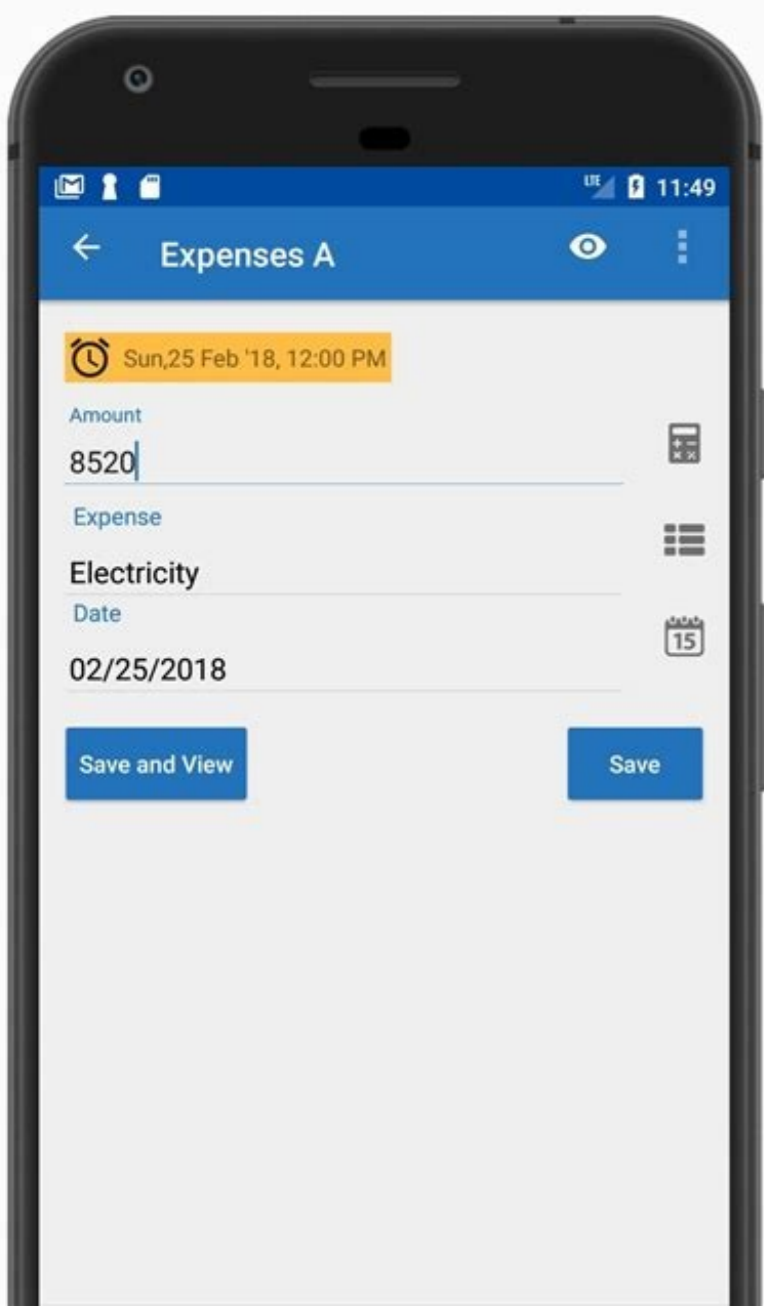 LTE 11:49
Expenses A
Sun,25 Feb '18, 12:00 PM
Amount
8520
Expense
Electricity
Date
15
02/25/2018
Save and View Save